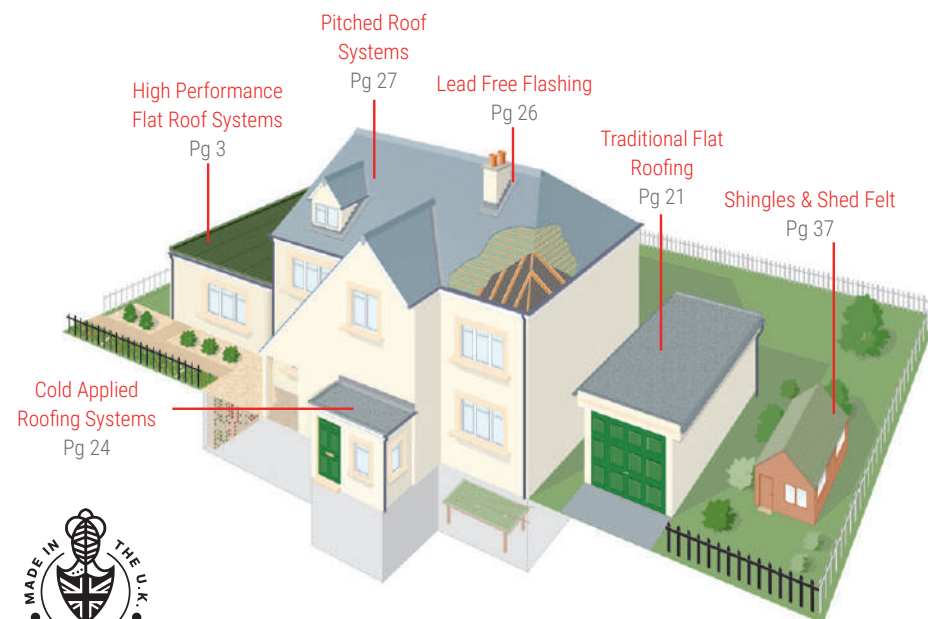 Pitched Roof
Systems
Pg 27
High Performance
Flat Roof Systems
Pg 3
Lead Free Flashing
Pg 26
Traditional Flat
Roofing
Pg 21
Shingles & Shed Felt
Pg 37
Cold Applied
Roofing Systems
Pg 24
MADE IN THE U.K.